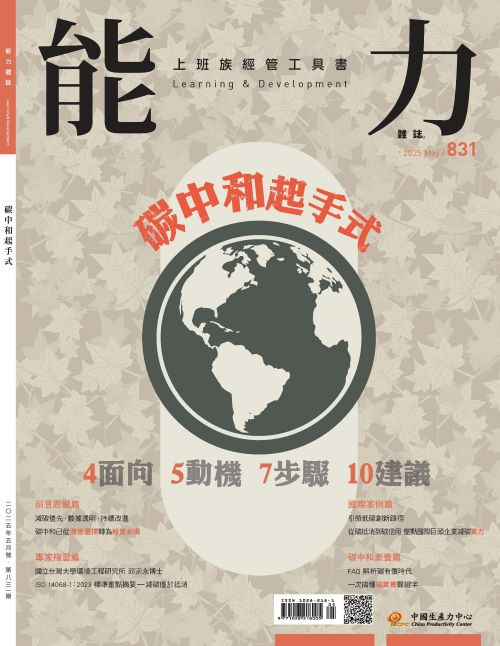 能力
上班族經管工具書
Learning & Development
雜誌®
2025 May / 831
碳中和起手式
4面向 5動機 7步驟 10建議
前言思變篇
減碳優先·數據透明·持續改進
碳中和已從道德選擇轉為經營必須
國際案例篇
引領低碳創新路徑
從碳抵消到碳信用 盤點國際巨頭企業減碳實力
專家複習篇
國立台灣大學環境工程研究所 邱宗永博士
ISO 14068-1:2023 標準重點摘要——減碳優於抵消
碳中和素養篇
FAQ 解析碳有價時代
一次搞懂碳素養關鍵字
中國生產力中心
China Productivity Center
能力雜誌
Learning & Development
碳中和起手式
二〇二五年五月號 第八三一期